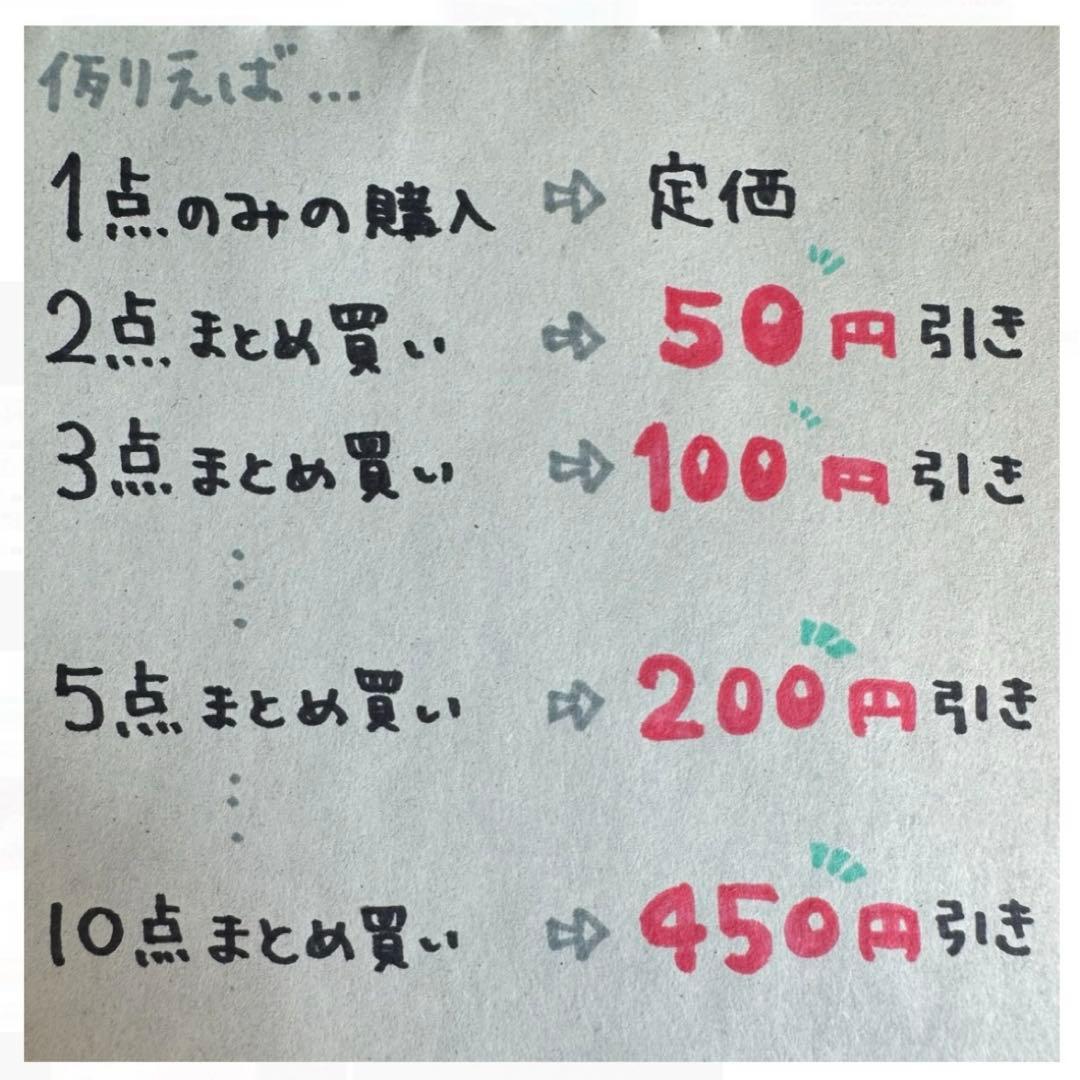 例えば...
1点のみの購入 ⇨ 定価
2点まとめ買い ⇨ 50円引き
3点まとめ買い ⇨ 100円引き
⋮
5点まとめ買い ⇨ 200円引き
⋮
10点まとめ買い ⇨ 450円引き